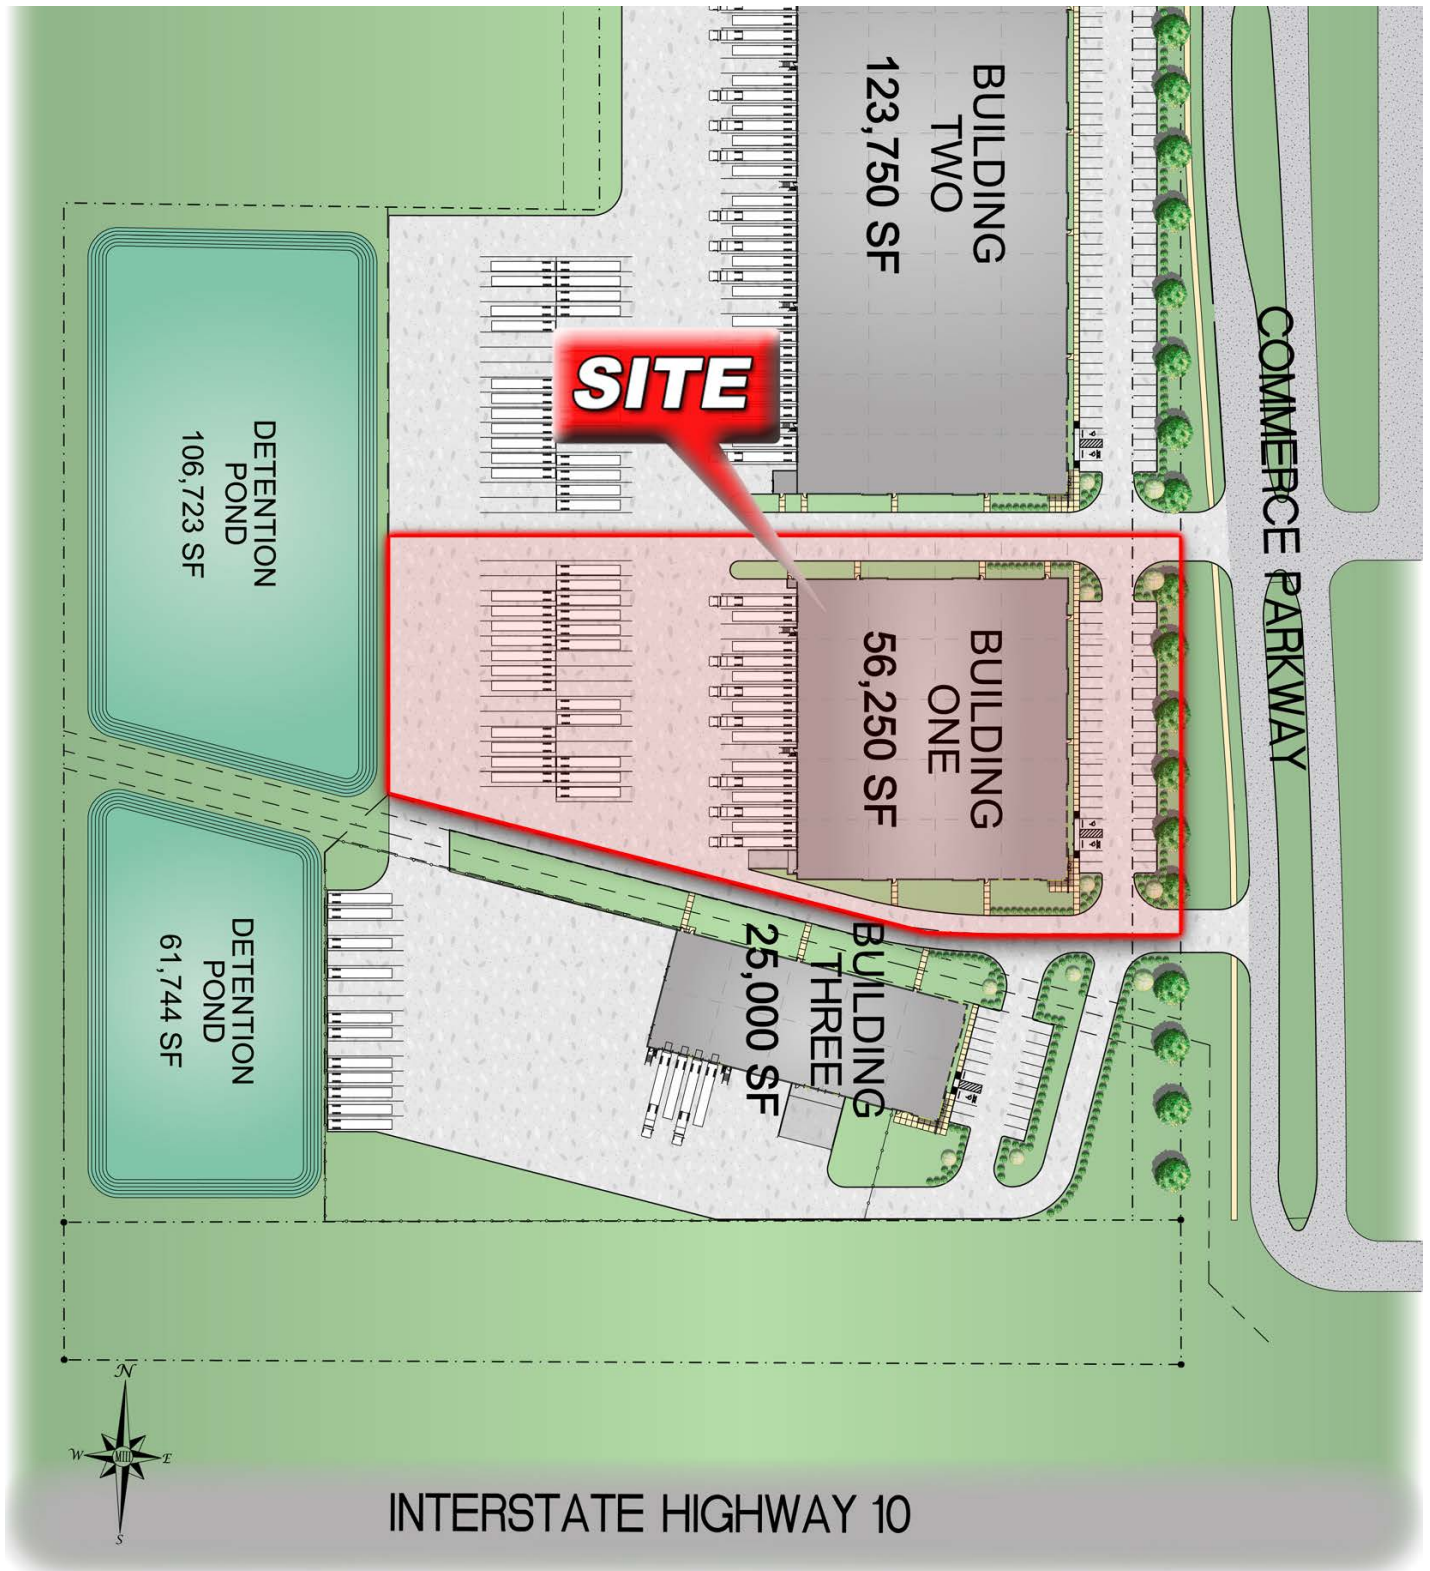 BUILDING
TWO
123,750 SF
SITE
COMMERCE PARKWAY
DETENTION
POND
106,723 SF
BUILDING
ONE
56,250 SF
BUILDING
THREE
25,000 SF
DETENTION
POND
61,744 SF
N
W
MIII
E
S
INTERSTATE HIGHWAY 10